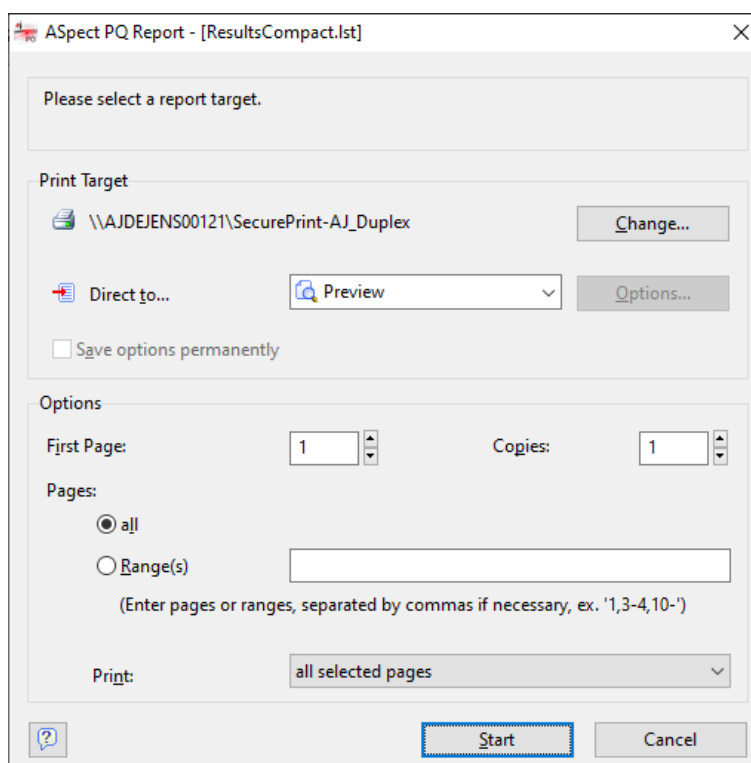 ASpect PQ Report - [ResultsCompact.lst]
Please select a report target.
Print Target
\\AJDEJENS00121\SecurePrint-AJ_Duplex
Change...
Direct to...
Preview
Options...
Save options permanently
Options
First Page:
1
Copies:
1
Pages:
all
Range(s)
(Enter pages or ranges, separated by commas if necessary, ex. '1,3-4,10-')
Print:
all selected pages
Start
Cancel